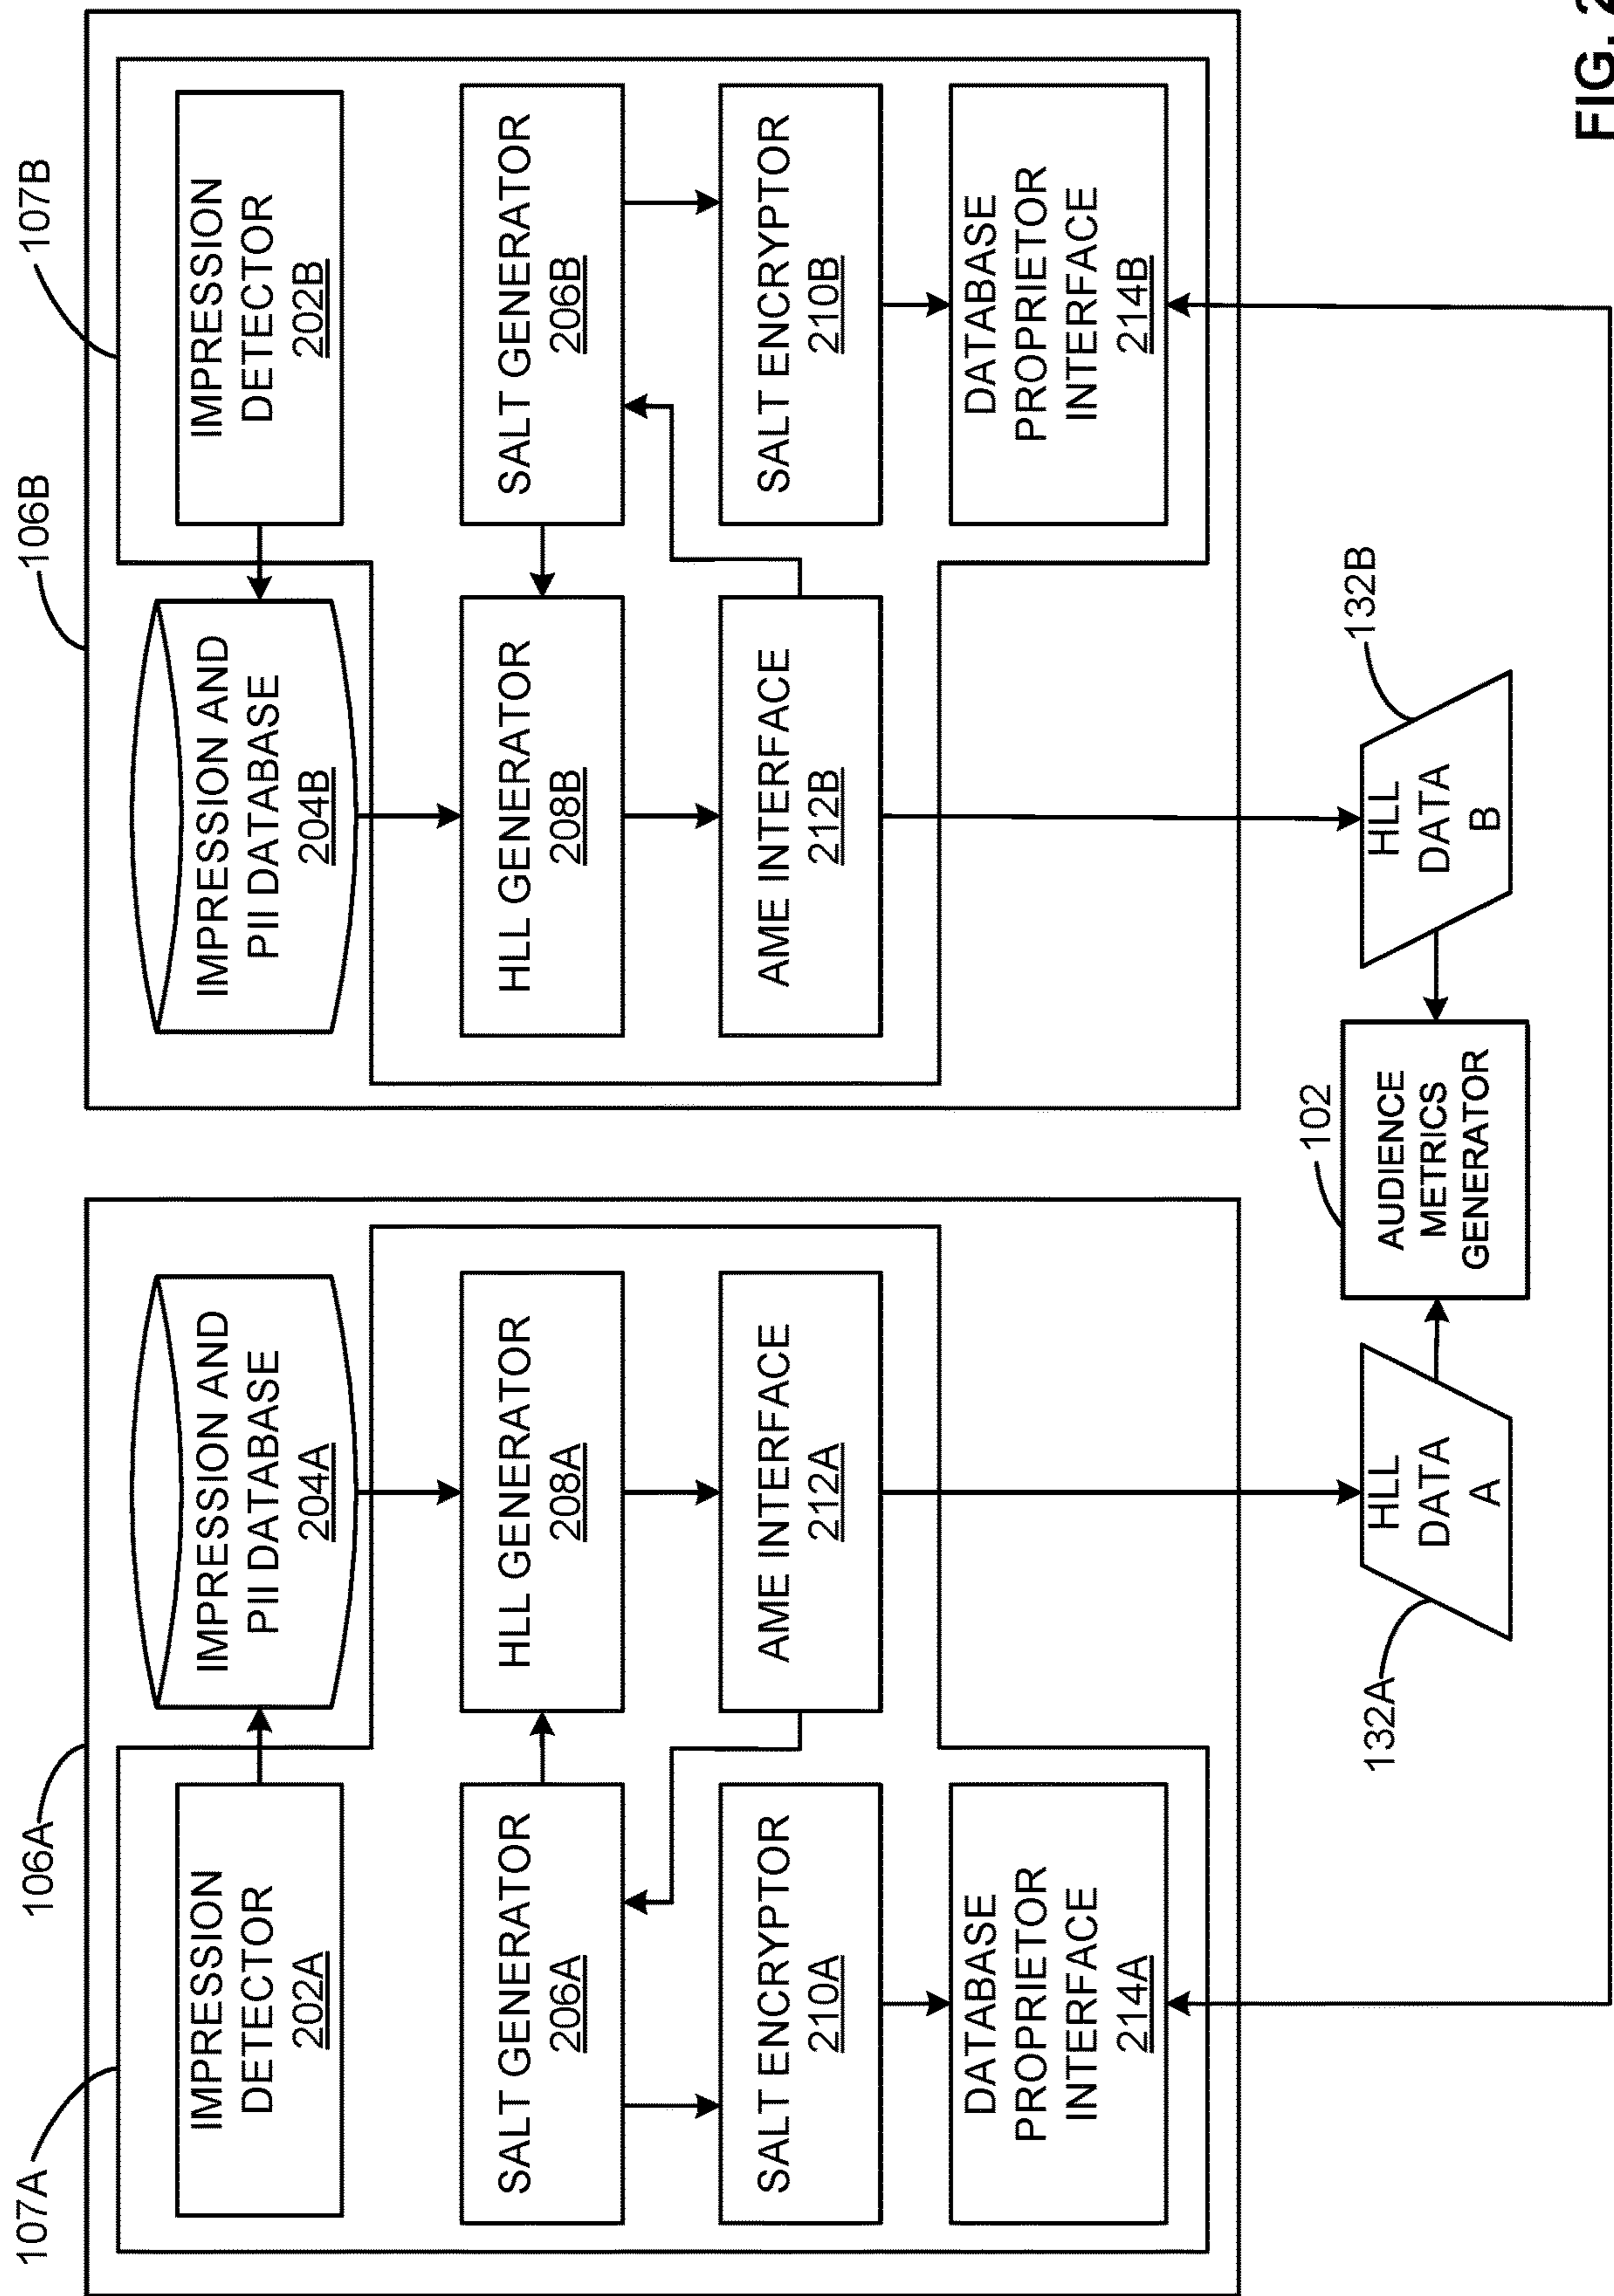 107A
106A
106B
107B
IMPRESSION
DETECTOR
202A
IMPRESSION AND
PII DATABASE
204A
SALT GENERATOR
206A
HLL GENERATOR
208A
SALT ENCRYPTOR
210A
AME INTERFACE
212A
DATABASE
PROPRIETOR
INTERFACE
214A
IMPRESSION AND
PII DATABASE
204B
IMPRESSION
DETECTOR
202B
HLL GENERATOR
208B
SALT GENERATOR
206B
AME INTERFACE
212B
SALT ENCRYPTOR
210B
DATABASE
PROPRIETOR
INTERFACE
214B
132A
HLL
DATA
A
102
AUDIENCE
METRICS
GENERATOR
HLL
DATA
B
132B
FIG. 2